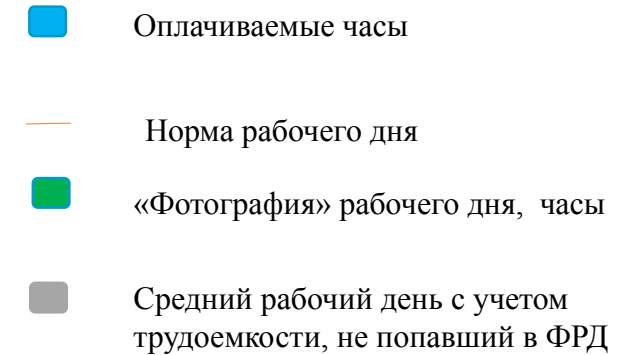 Оплачиваемые часы
Норма рабочего дня
«Фотография» рабочего дня, часы
Средний рабочий день с учетом
трудоемкости, не попавший в ФРД